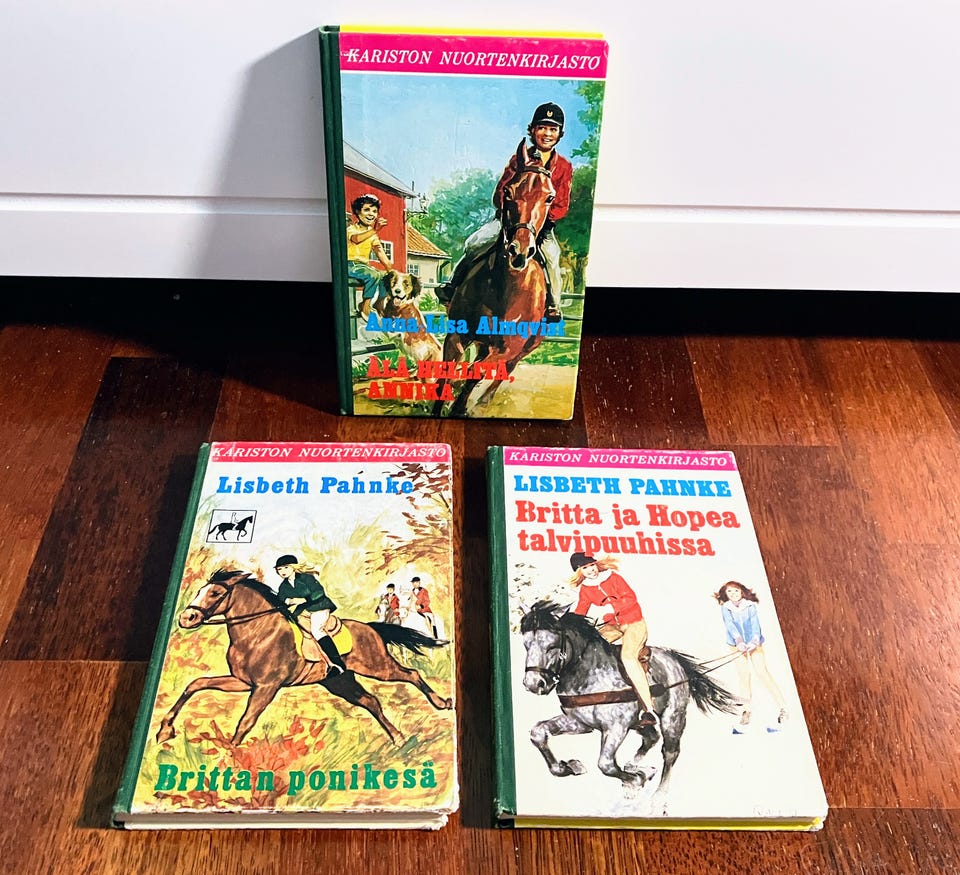 KARISTON NUORTENKIRJASTO
Anna Lisa Almqvist
ÄLÄ HELLITÄ,
ANNIKA
KARISTON NUORTENKIRJASTO
Lisbeth Pahnke
Brittan ponikesä
KARISTON NUORTENKIRJASTO
LISBETH PAHNKE
Britta ja Hopea
talvipuuhissa